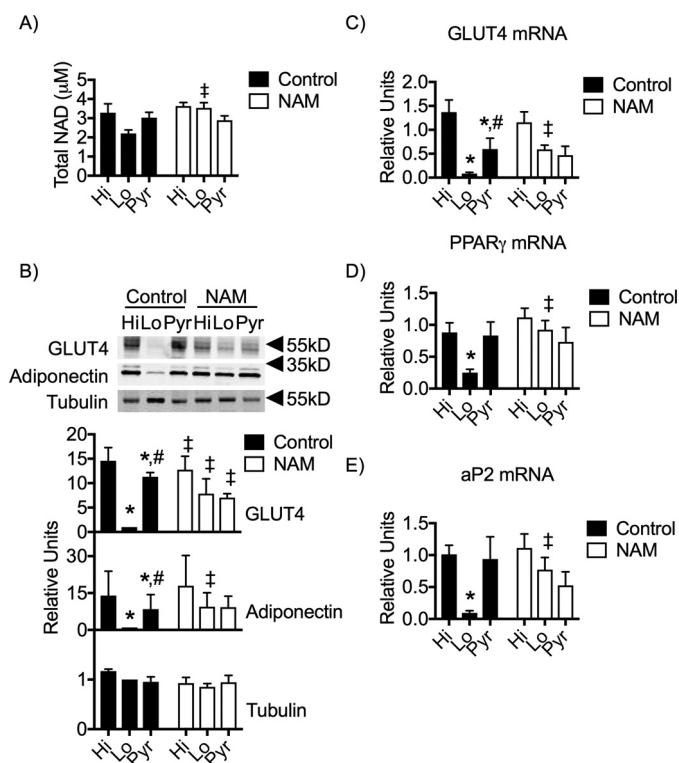 A)
Total NAD (µM)
5
4
3
2
1
0
‡
Hi
Lo
Pyr
Hi
Lo
Pyr
Control
NAM
B)
Control NAM
Hi Lo Pyr Hi Lo Pyr
GLUT4
55kD
35kD
Adiponectin
Tubulin
55kD
Relative Units
20
15
10
5
0
*
*,#
‡
‡
‡
Control
NAM
GLUT4
30
15
0
*
*,#
‡
Adiponectin
1
0
Tubulin
Hi
Lo
Pyr
Hi
Lo
Pyr
C)
GLUT4 mRNA
Relative Units
2.0
1.5
1.0
0.5
0.0
*
*,#
‡
Hi
Lo
Pyr
Hi
Lo
Pyr
Control
NAM
D)
PPARγ mRNA
Relative Units
1.5
1.0
0.5
0.0
*
‡
Hi
Lo
Pyr
Hi
Lo
Pyr
Control
NAM
E)
aP2 mRNA
Relative Units
1.5
1.0
0.5
0.0
*
‡
Hi
Lo
Pyr
Hi
Lo
Pyr
Control
NAM